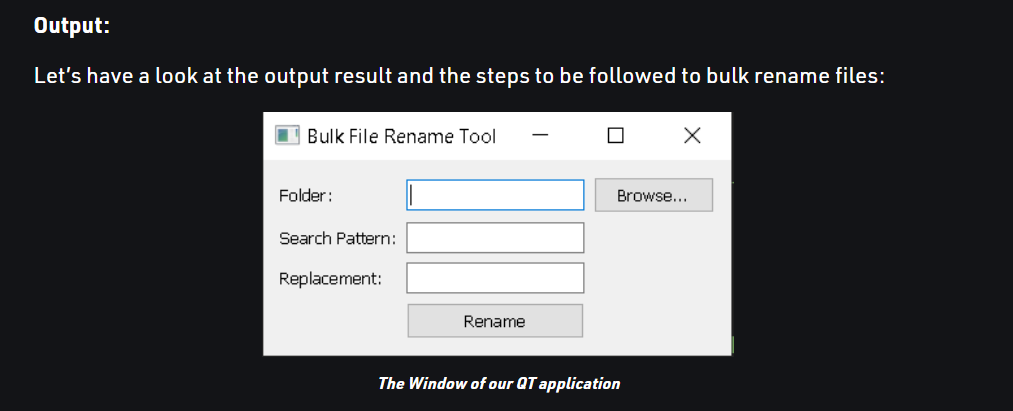 Output:
Let's have a look at the output result and the steps to be followed to bulk rename files:
Bulk File Rename Tool
Folder: Browse...
Search Pattern:
Replacement:
Rename
The Window of our QT application